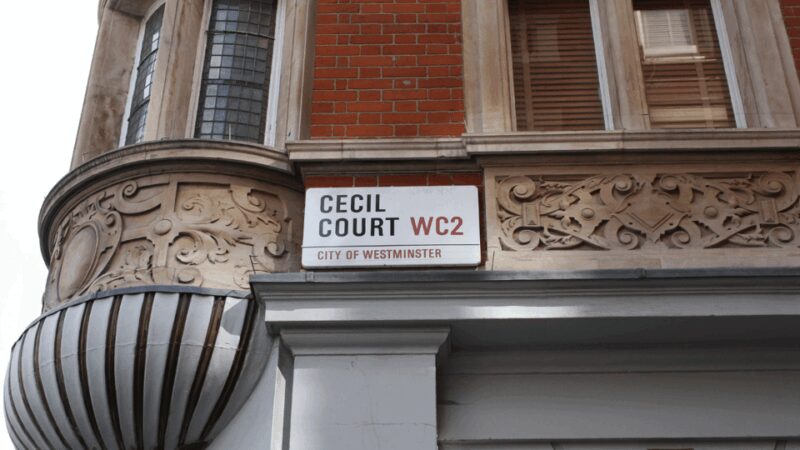 CECIL
COURT WC2
CITY OF WESTMINSTER